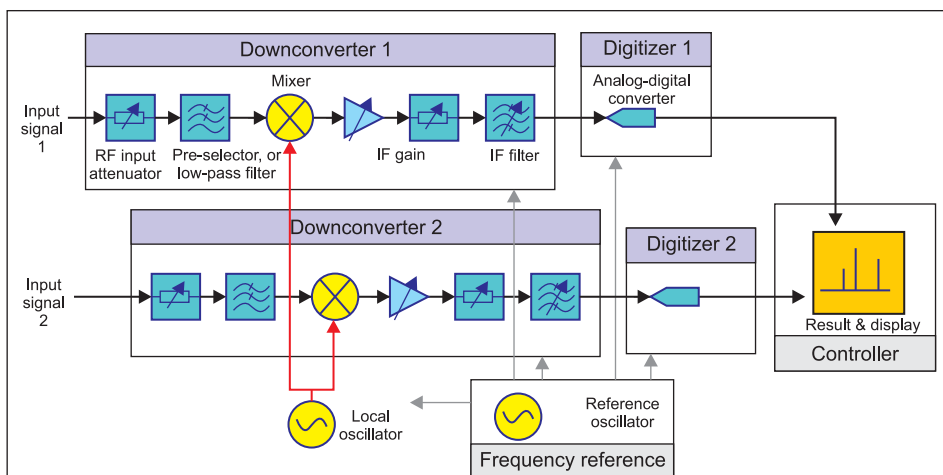 Downconverter 1
Digitizer 1
Mixer
Analog-digital
converter
Input
signal
1
RF input
attenuator
Pre-selector, or
low-pass filter
IF gain
IF filter
Downconverter 2
Digitizer 2
Input
signal
2
Result & display
Controller
Local
oscillator
Reference
oscillator
Frequency reference